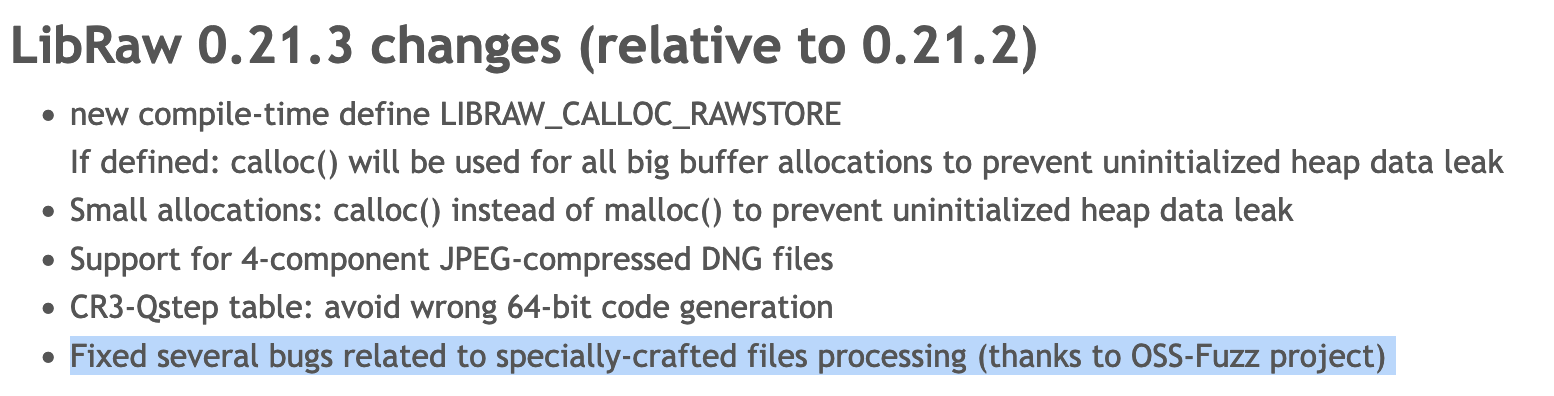 LibRaw 0.21.3 changes (relative to 0.21.2)
• new compile-time define LIBRAW_CALLOC_RAWSTORE
If defined: calloc() will be used for all big buffer allocations to prevent uninitialized heap data leak
• Small allocations: calloc() instead of malloc() to prevent uninitialized heap data leak
• Support for 4-component JPEG-compressed DNG files
• CR3-Qstep table: avoid wrong 64-bit code generation
• Fixed several bugs related to specially-crafted files processing (thanks to OSS-Fuzz project)